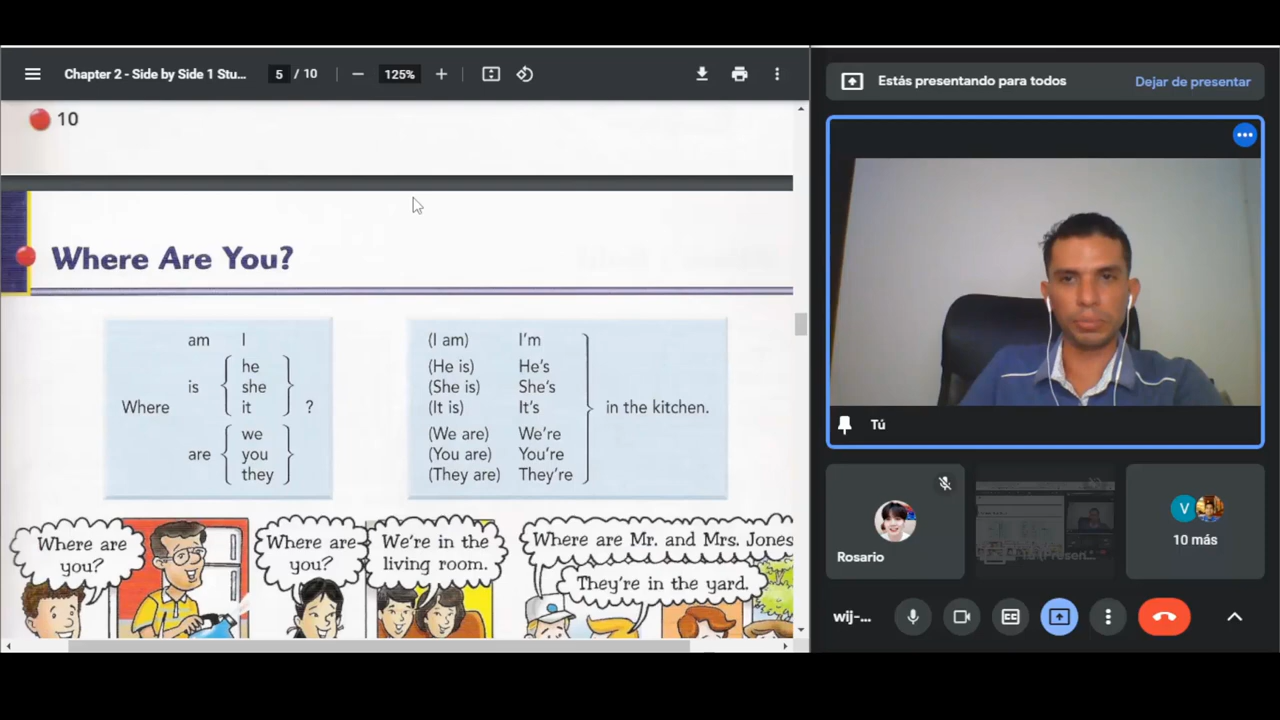 Chapter 2 - Side by Side 1 Stu...
5 / 10
125%
10
Where Are You?
am I
he
is she
Where it ?
we
are you
they
(I am) I'm
(He is) He's
(She is) She's
(It is) It's in the kitchen.
(We are) We're
(You are) You're
(They are) They're
Where are
you?
Where are
you?
We're in the
living room.
Where are Mr. and Mrs. Jones
They're in the yard.
Estás presentando para todos
Dejar de presentar
Tú
Rosario
V
10 más
wij-...